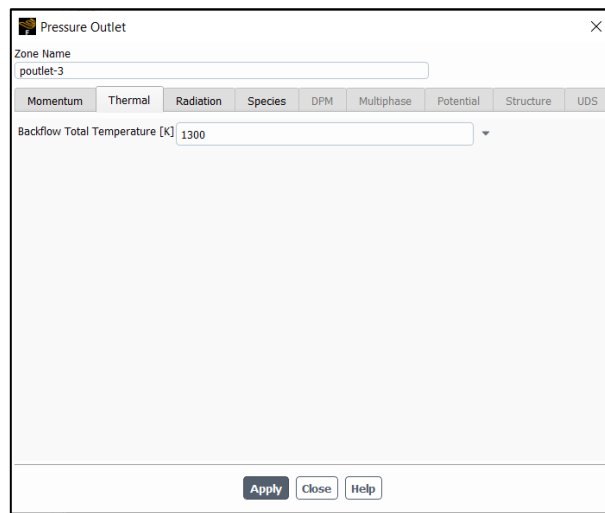 Pressure Outlet
Zone Name
poutlet-3
Momentum Thermal Radiation Species DPM Multiphase Potential Structure UDS
Backflow Total Temperature [K] 1300
Apply Close Help